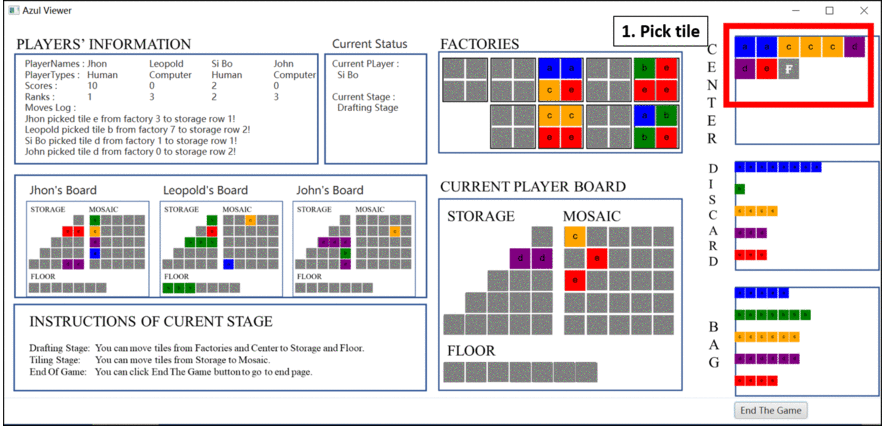 Azul Viewer
1. Pick tile
PLAYERS' INFORMATION
PlayerNames : Jhon Leopold Si Bo John
PlayerTypes : Human Computer Human Computer
Scores : 10 0 2 0
Ranks : 1 3 2 3
Moves Log :
Jhon picked tile e from factory 3 to storage row 1!
Leopold picked tile b from factory 7 to storage row 2!
Si Bo picked tile d from factory 1 to storage row 1!
John picked tile d from factory 0 to storage row 2!
Current Status
Current PLayer :
Si Bo
Current Stage :
Drafting Stage
FACTORIES
a a b e
c e e e
c c a b
e e e e
CENTER
a a c c c d
d e F
Jhon's Board
Leopold's Board
John's Board
STORAGE MOSAIC
STORAGE MOSAIC
STORAGE MOSAIC
FLOOR
FLOOR
FLOOR
CURRENT PLAYER BOARD
STORAGE MOSAIC
c
d d e
e
FLOOR
DISCARD
BAG
INSTRUCTIONS OF CURENT STAGE
Drafting Stage: You can move tiles from Factories and Center to Storage and Floor.
Tiling Stage: You can move tiles from Storage to Mosaic.
End Of Game: You can click End The Game button to go to end page.
End The Game